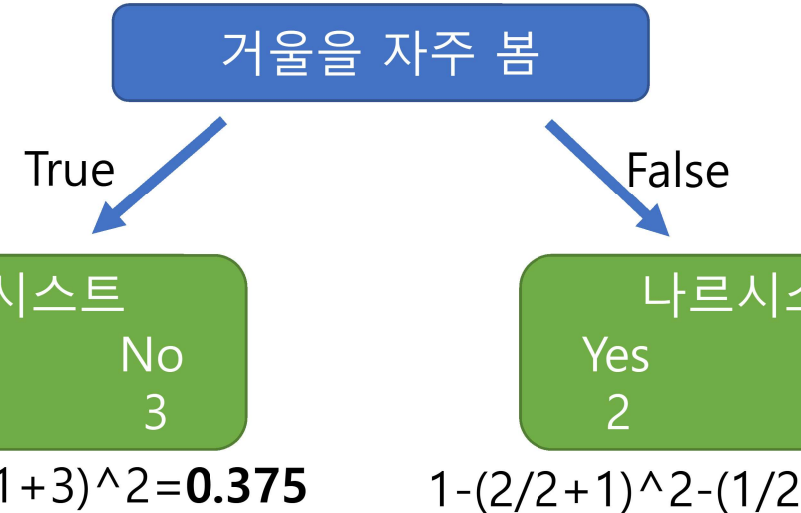 거울을 자주 봄
True
False
시스트
No
3
나르시스
Yes
2
1+3)^2=0.375
1-(2/2+1)^2-(1/2